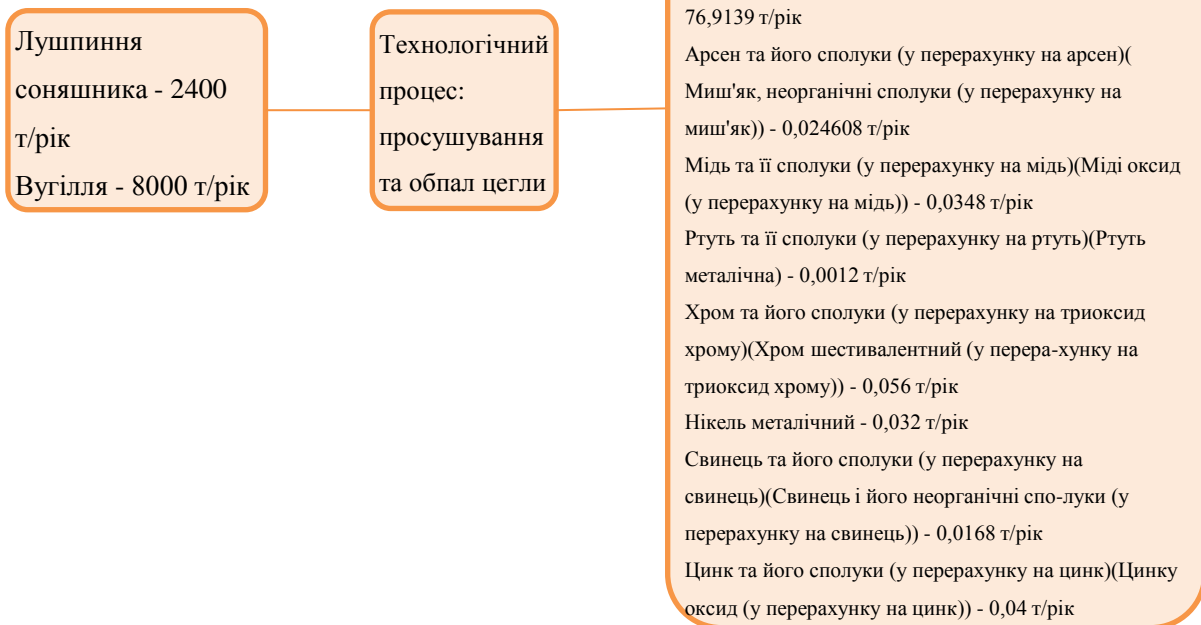 Лушпиння
соняшника - 2400
т/рік
Вугілля - 8000 т/рік
Технологічний
процес:
просушування
та обпал цегли
76,9139 т/рік
Арсен та його сполуки (у перерахунку на арсен)(
Миш'як, неорганічні сполуки (у перерахунку на
миш'як)) - 0,024608 т/рік
Мідь та її сполуки (у перерахунку на мідь)(Міді оксид
(у перерахунку на мідь)) - 0,0348 т/рік
Ртуть та її сполуки (у перерахунку на ртуть)(Ртуть
металічна) - 0,0012 т/рік
Хром та його сполуки (у перерахунку на триоксид
хрому)(Хром шестивалентний (у перера-хунку на
триоксид хрому)) - 0,056 т/рік
Нікель металічний - 0,032 т/рік
Свинець та його сполуки (у перерахунку на
свинець)(Свинець і його неорганічні спо-луки (у
перерахунку на свинець)) - 0,0168 т/рік
Цинк та його сполуки (у перерахунку на цинк)(Цинку
оксид (у перерахунку на цинк)) - 0,04 т/рік